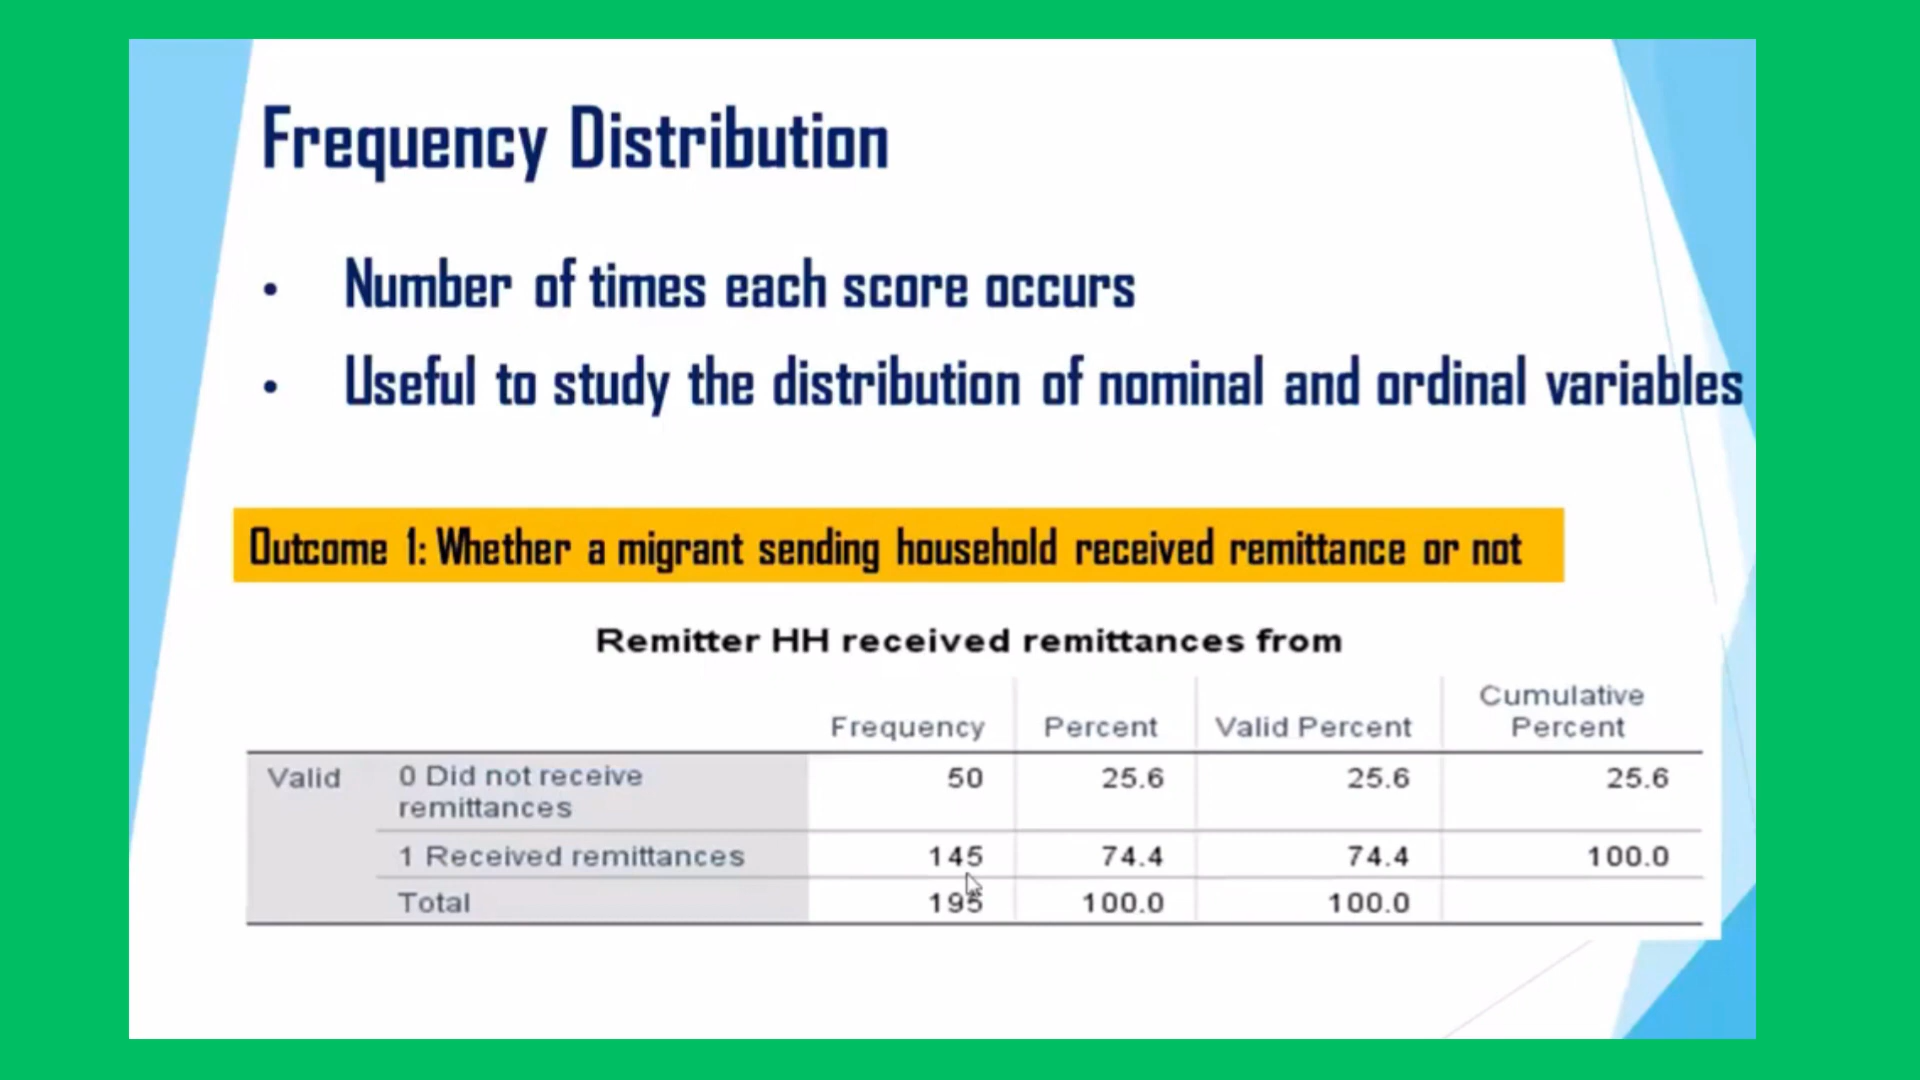 Frequency Distribution
• Number of times each score occurs
• Useful to study the distribution of nominal and ordinal variables
Outcome 1: Whether a migrant sending household received remittance or not
Remitter HH received remittances from
Frequency Percent Valid Percent Cumulative Percent
Valid 0 Did not receive remittances 50 25.6 25.6 25.6
1 Received remittances 145 74.4 74.4 100.0
Total 195 100.0 100.0